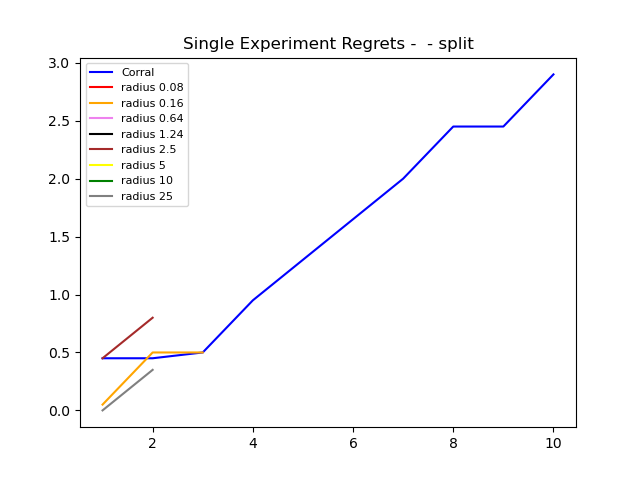 Single Experiment Regrets -  - split
3.0
2.5
2.0
1.5
1.0
0.5
0.0
Corral
radius 0.08
radius 0.16
radius 0.64
radius 1.24
radius 2.5
radius 5
radius 10
radius 25
2 4 6 8 10